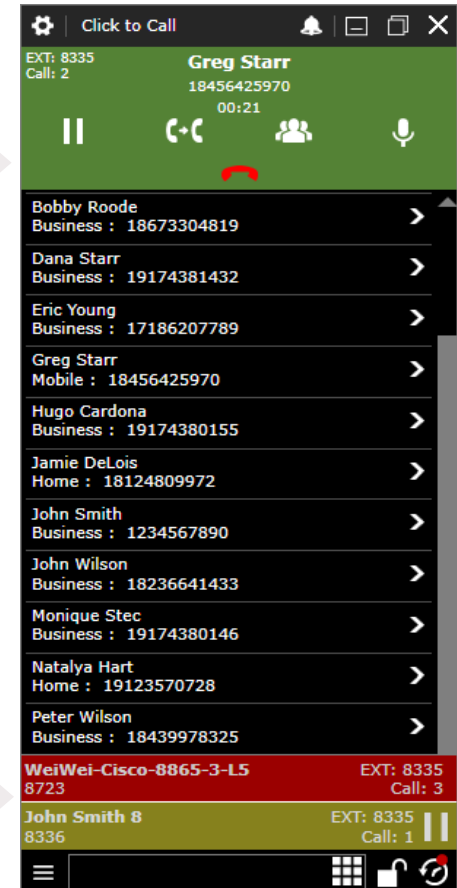 Click to Call
EXT: 8335
Call: 2
Greg Starr
18456425970
00:21
Bobby Roode
Business : 18673304819
Dana Starr
Business : 19174381432
Eric Young
Business : 17186207789
Greg Starr
Mobile : 18456425970
Hugo Cardona
Business : 19174380155
Jamie DeLois
Home : 18124809972
John Smith
Business : 1234567890
John Wilson
Business : 18236641433
Monique Stec
Business : 19174380146
Natalya Hart
Home : 19123570728
Peter Wilson
Business : 18439978325
WeiWei-Cisco-8865-3-L5 EXT: 8335
8723 Call: 3
John Smith 8 EXT: 8335
8336 Call: 1